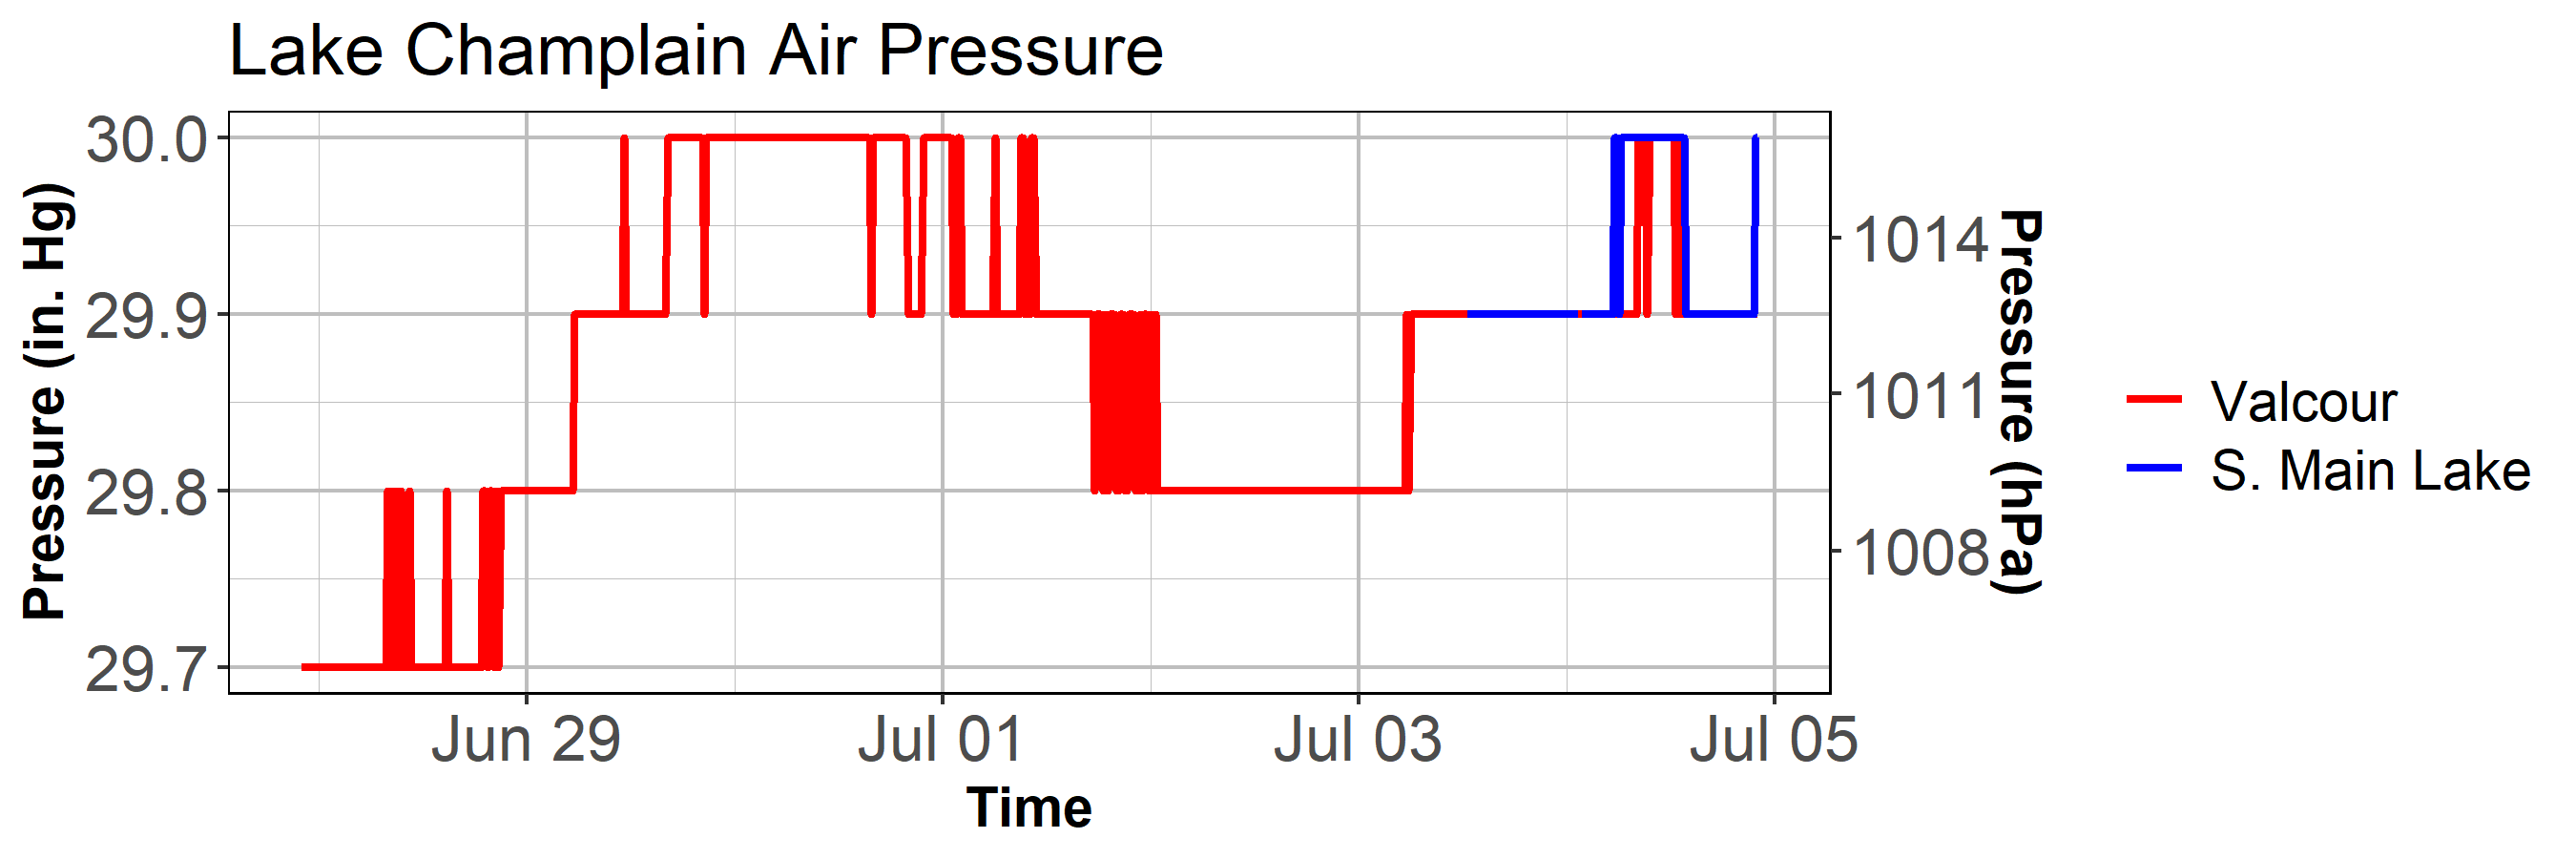 Lake Champlain Air Pressure
30.0
29.9
29.8
29.7
Pressure (in. Hg)
1014
1011
1008
Pressure (hPa)
Jun 29
Jul 01
Jul 03
Jul 05
Time
Valcour
S. Main Lake